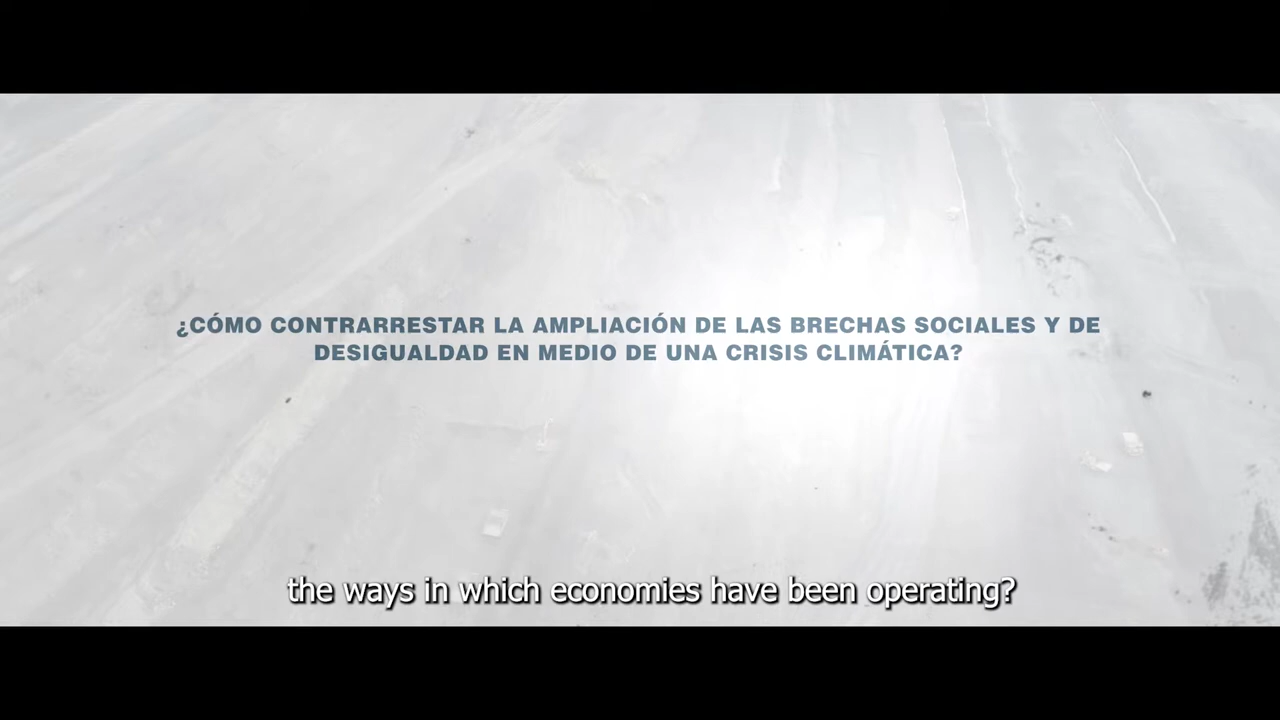 ¿CÓMO CONTRARRESTAR LA AMPLIACIÓN DE LAS BRECHAS SOCIALES Y DE
DESIGUALDAD EN MEDIO DE UNA CRISIS CLIMÁTICA?
the ways in which economies have been operating?